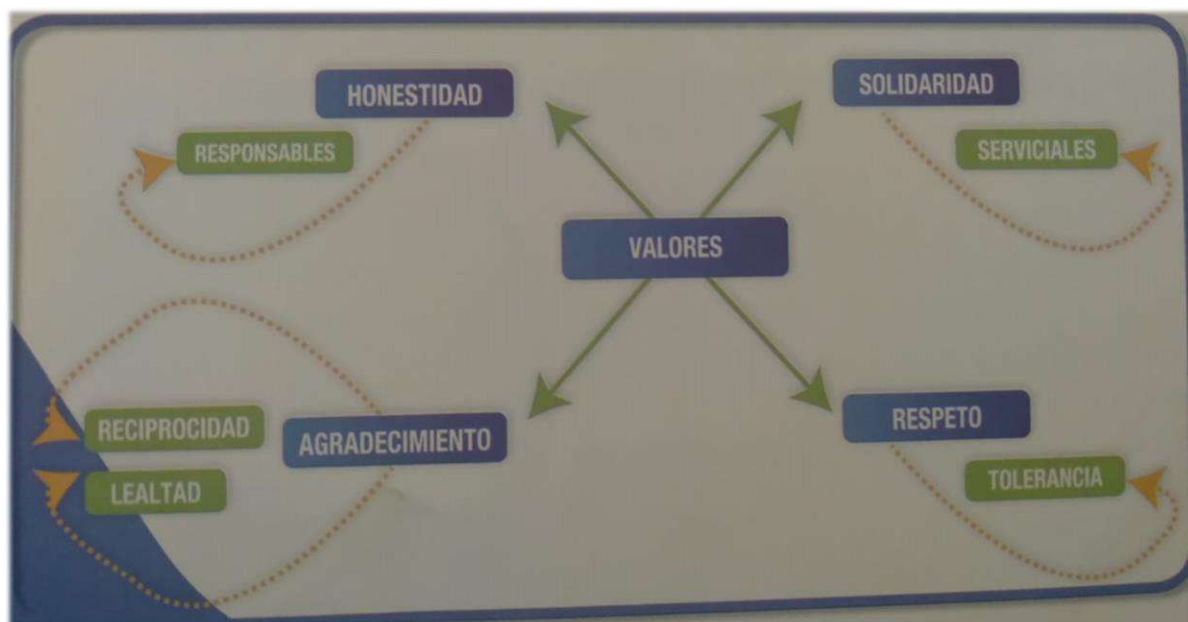 HONESTIDAD
RESPONSABLES
SOLIDARIDAD
SERVICIALES
VALORES
RECIPROCIDAD
LEALTAD
AGRADECIMIENTO
RESPETO
TOLERANCIA